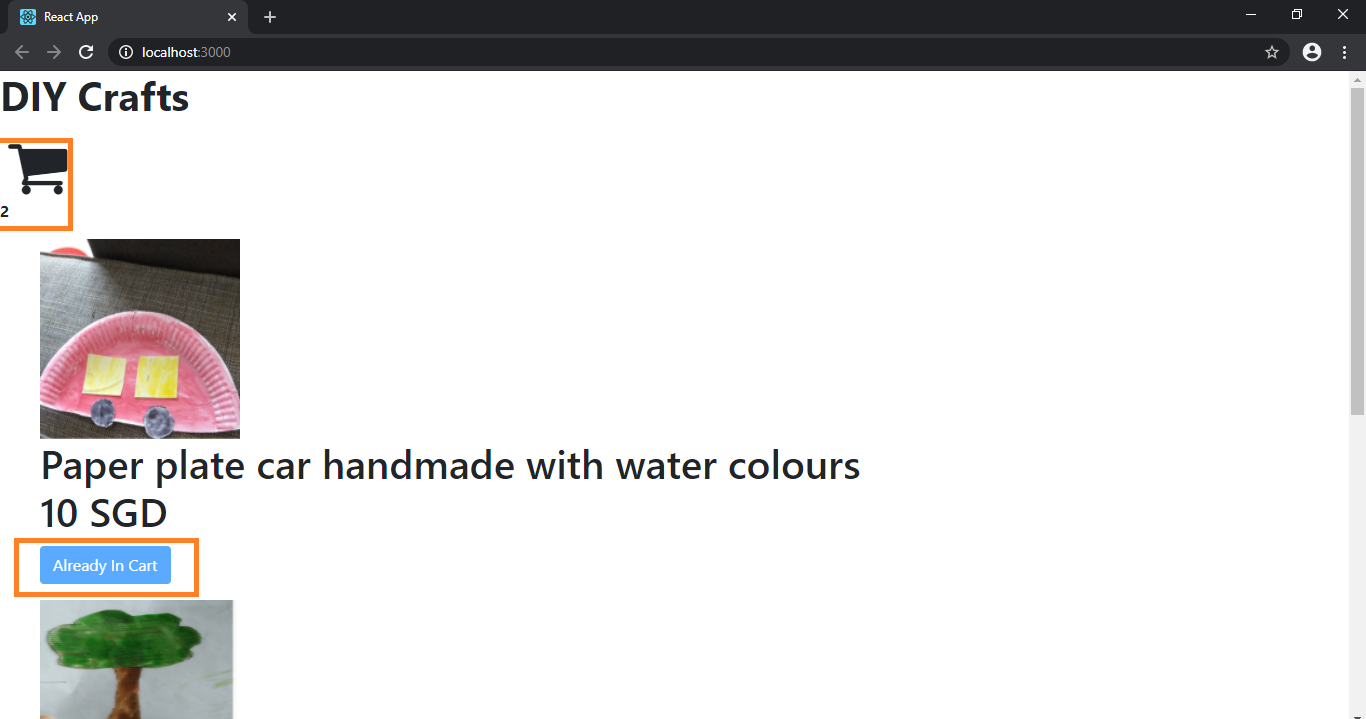 React App
localhost:3000
DIY Crafts
2
Paper plate car handmade with water colours
10 SGD
Already In Cart